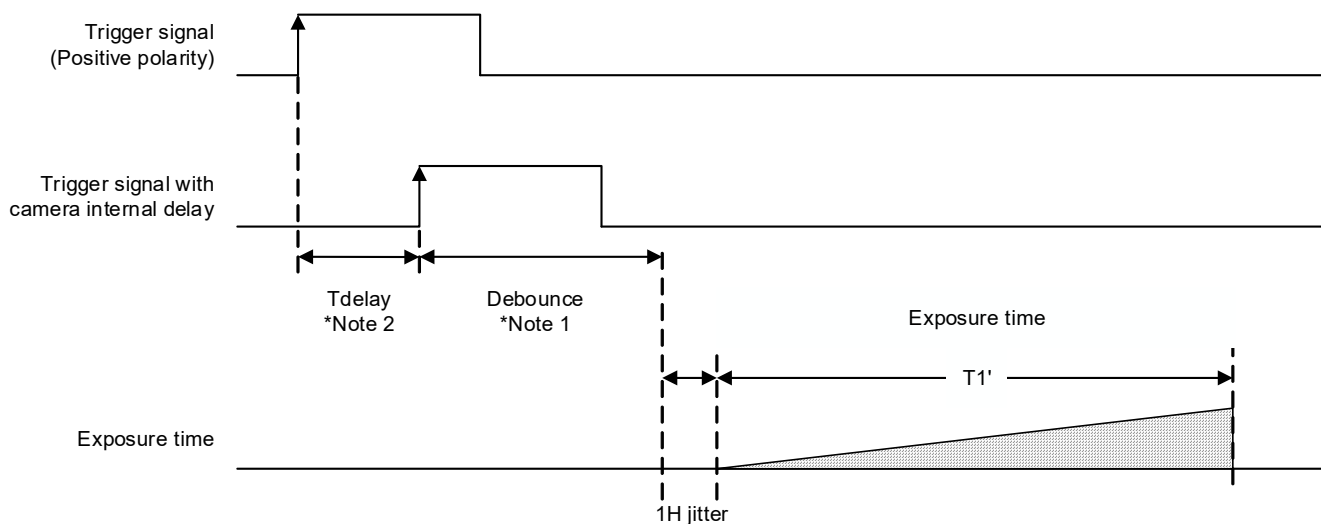 Trigger signal
(Positive polarity)
Trigger signal with
camera internal delay
Tdelay
*Note 2
Debounce
*Note 1
Exposure time
T1'
Exposure time
1H jitter